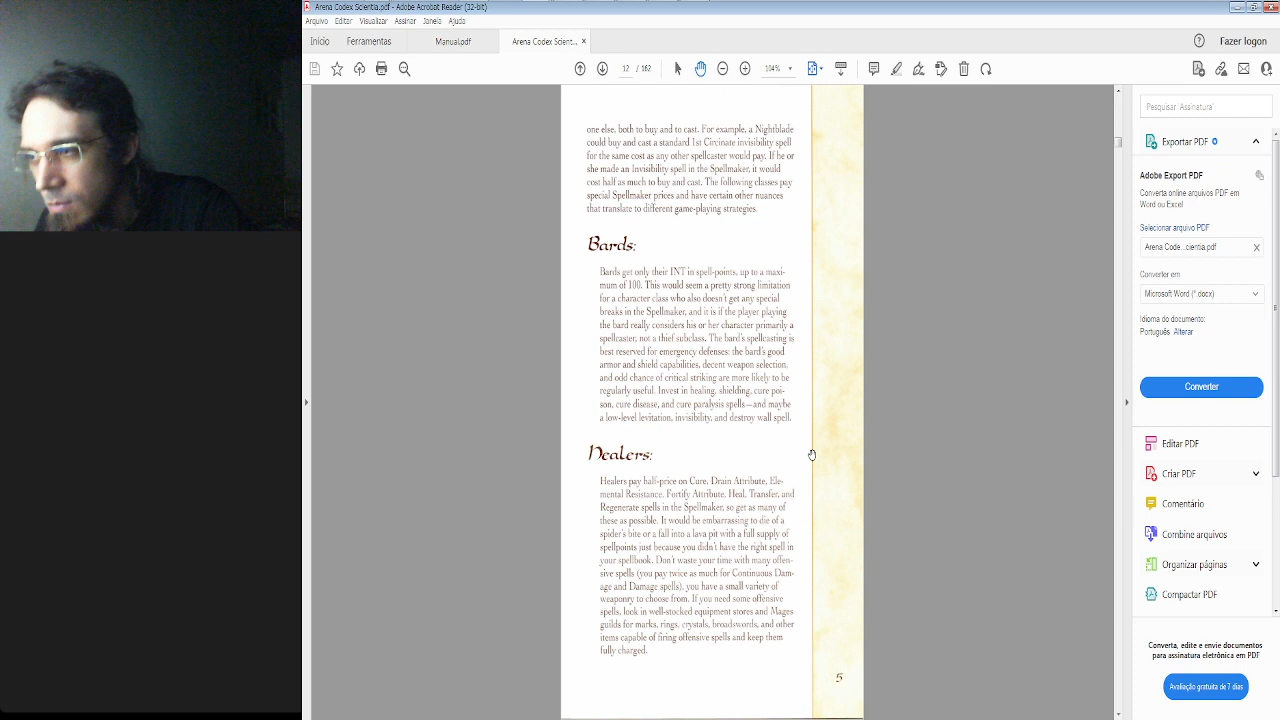 Arena Codex Scientia.pdf - Adobe Acrobat Reader (32-bit)
Arquivo Editar Visualizar Assinar Janela Ajuda
Início Ferramentas Manual.pdf Arena Codex Scient... × Fazer logon
12 / 162 104%
Pesquisar 'Assinatura'
Exportar PDF
Adobe Export PDF
Converta online arquivos PDF em
Word ou Excel
Selecionar arquivo PDF
Arena Code...cientia.pdf
Converter em
Microsoft Word (*.docx)
Idioma do documento:
Português Alterar
Converter
Editar PDF
Criar PDF
Comentário
Combine arquivos
Organizar páginas
Compactar PDF
Converta, edite e envie documentos
para assinatura eletrônica em PDF
Avaliação gratuita de 7 dias
one else, both to buy and to cast. For example, a Nightblade
could buy and cast a standard 1st Circinate invisibility spell
for the same cost as any other spellcaster would pay. If he or
she made an Invisibility spell in the Spellmaker, it would
cost half as much to buy and cast. The following classes pay
special Spellmaker prices and have certain other nuances
that translate to different game-playing strategies.
Bards:
Bards get only their INT in spell-points, up to a maxi-
mum of 100. This would seem a pretty strong limitation
for a character class who also doesn't get any special
breaks in the Spellmaker, and it is if the player playing
the bard really considers his or her character primarily a
spellcaster, not a thief subclass. The bard's spellcasting is
best reserved for emergency defenses: the bard's good
armor and shield capabilities, decent weapon selection,
and odd chance of critical striking are more likely to be
regularly useful. Invest in healing, shielding, cure poi-
son, cure disease, and cure paralysis spells—and maybe
a low-level levitation, invisibility, and destroy wall spell.
Healers:
Healers pay half-price on Cure, Drain Attribute, Ele-
mental Resistance, Fortify Attribute, Heal, Transfer, and
Regenerate spells in the Spellmaker, so get as many of
these as possible. It would be embarrassing to die of a
spider's bite or a fall into a lava pit with a full supply of
spellpoints just because you didn't have the right spell in
your spellbook. Don't waste your time with many offen-
sive spells (you pay twice as much for Continuous Dam-
age and Damage spells), you have a small variety of
weaponry to choose from. If you need some offensive
spells, look in well-stocked equipment stores and Mages
guilds for marks, rings, crystals, broadswords, and other
items capable of firing offensive spells and keep them
fully charged.
5